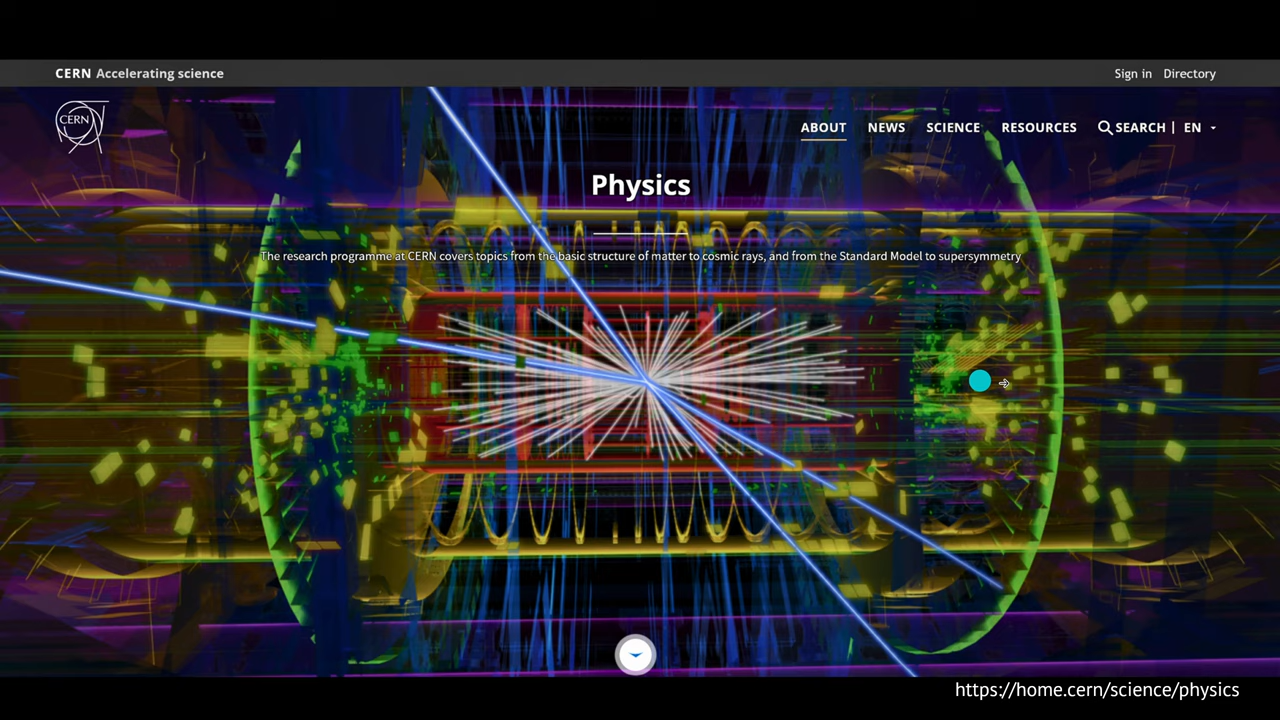 CERN Accelerating science
Sign in Directory
CERN
ABOUT NEWS SCIENCE RESOURCES SEARCH | EN
Physics
The research programme at CERN covers topics from the basic structure of matter to cosmic rays, and from the Standard Model to supersymmetry
https://home.cern/science/physics